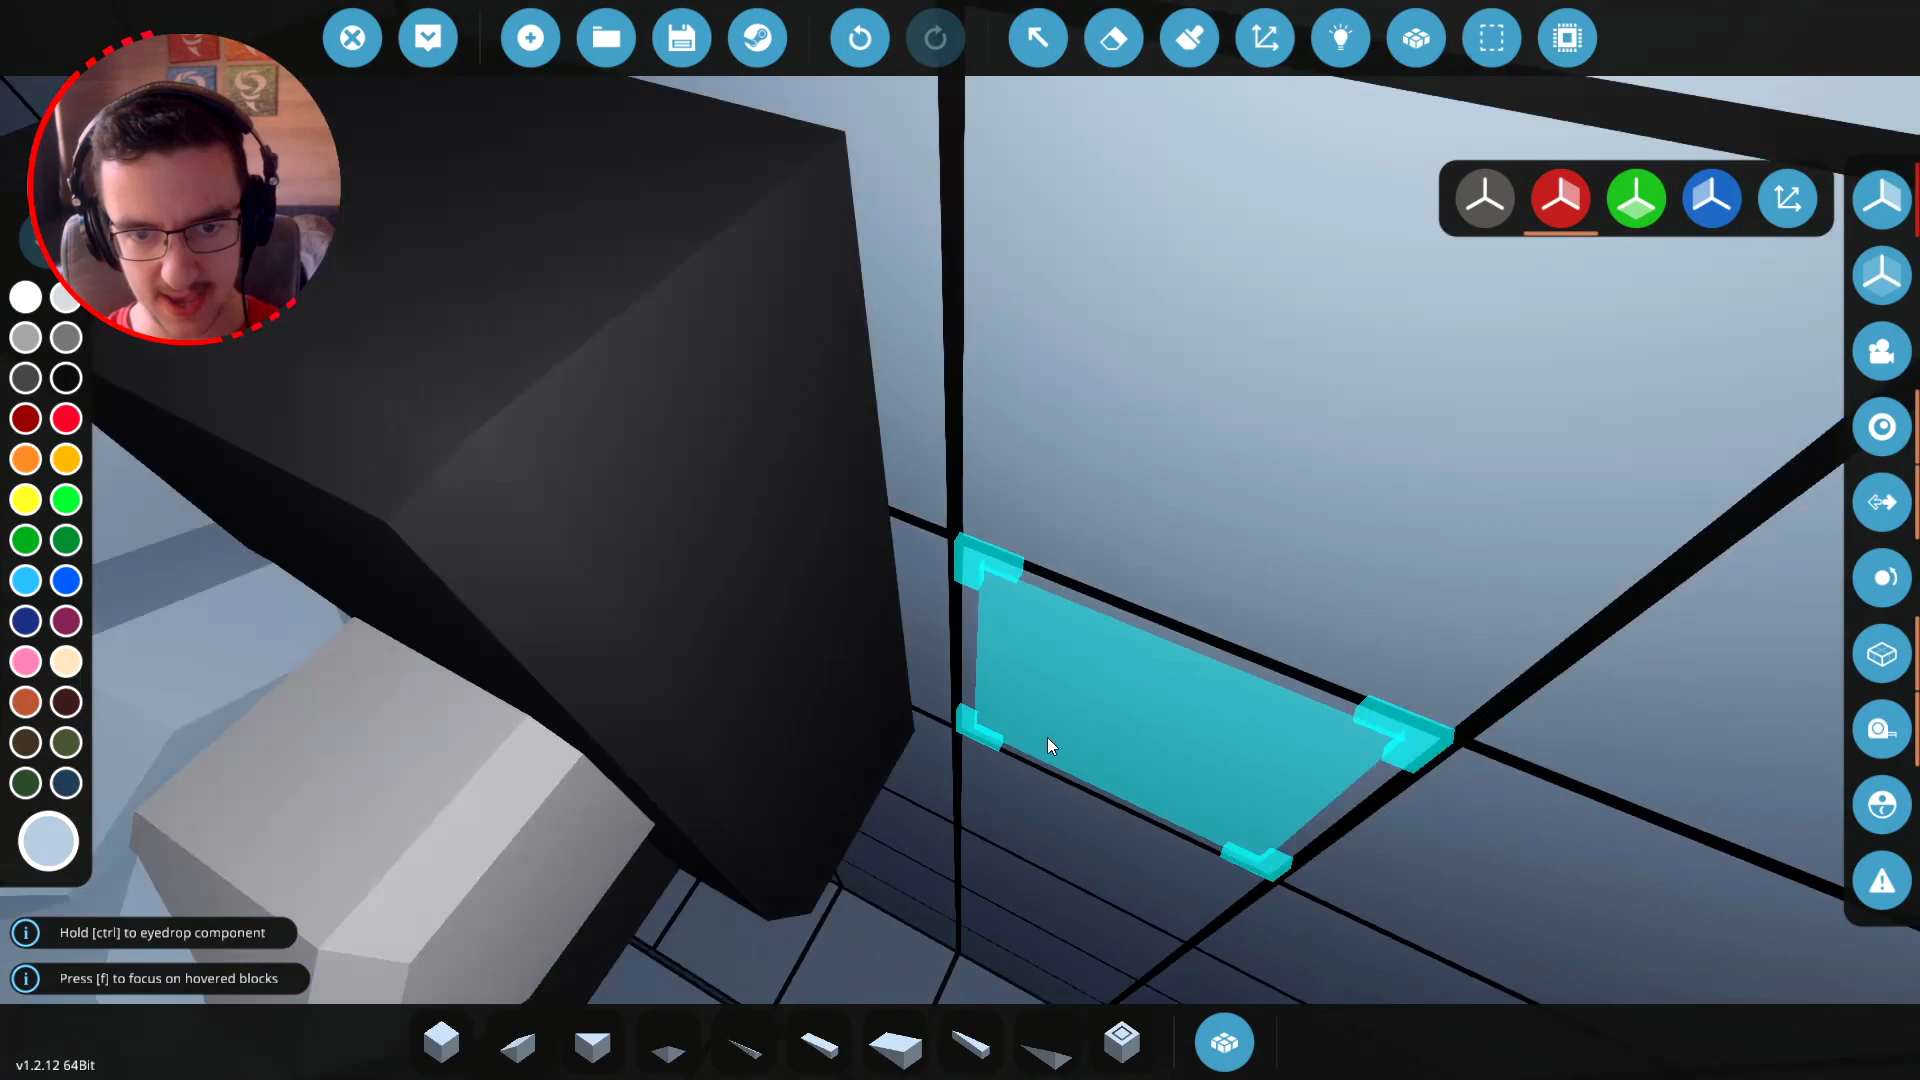 Hold [ctrl] to eyedrop component
Press [f] to focus on hovered blocks
v1.2.12 64Bit